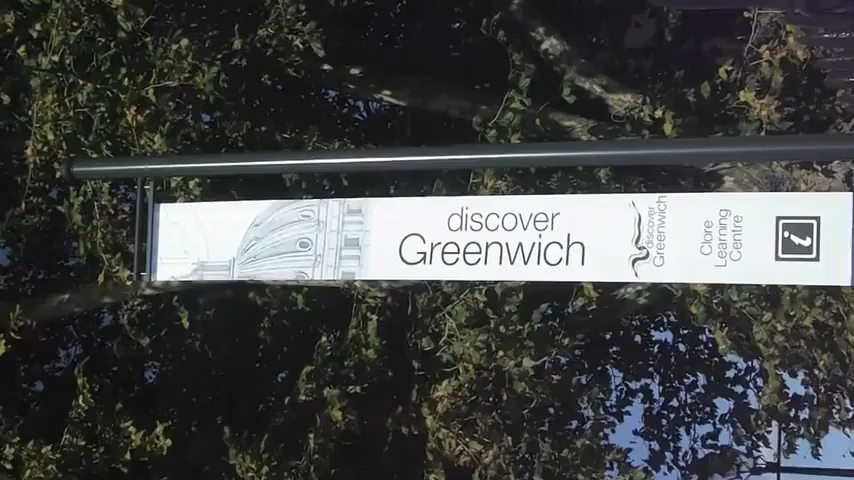 discover
Greenwich
discover
Greenwich
Clore
Learning
Centre
i